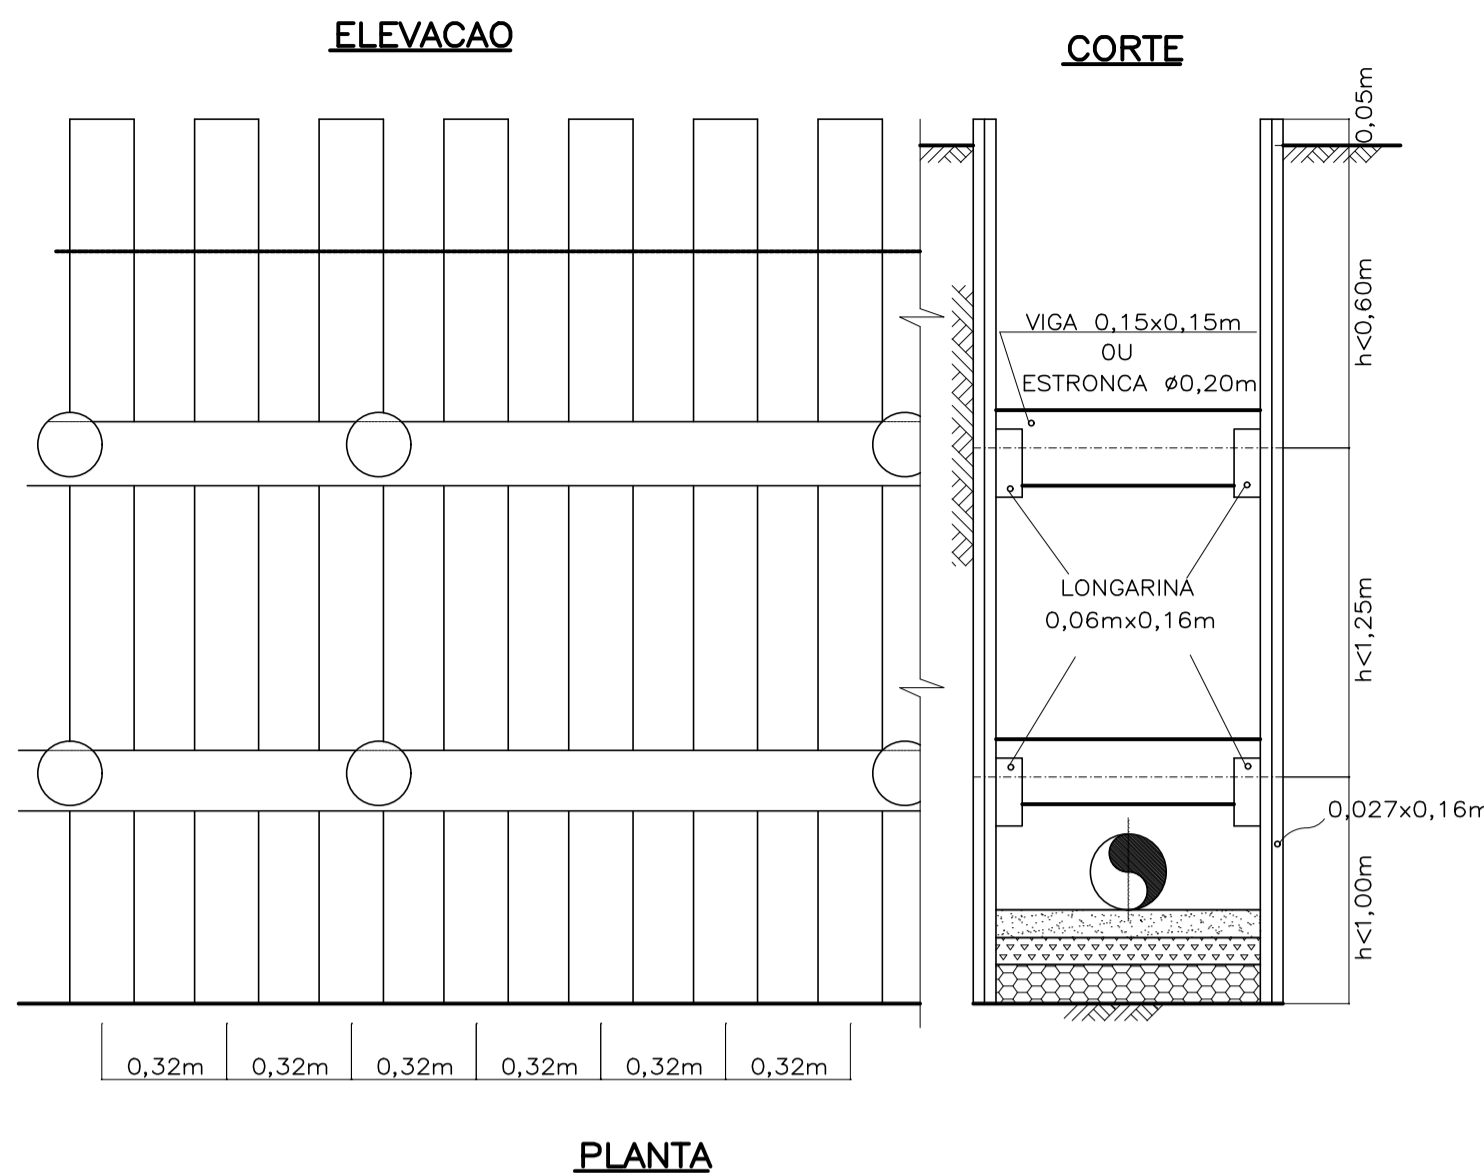 ELEVACAO
CORTE
0,05m
h<0,60m
VIGA 0,15x0,15m
OU
ESTRONCA ø0,20m
h<1,25m
LONGARINA
0,06mx0,16m
0,027x0,16m
h<1,00m
0,32m 0,32m 0,32m 0,32m 0,32m 0,32m
PLANTA